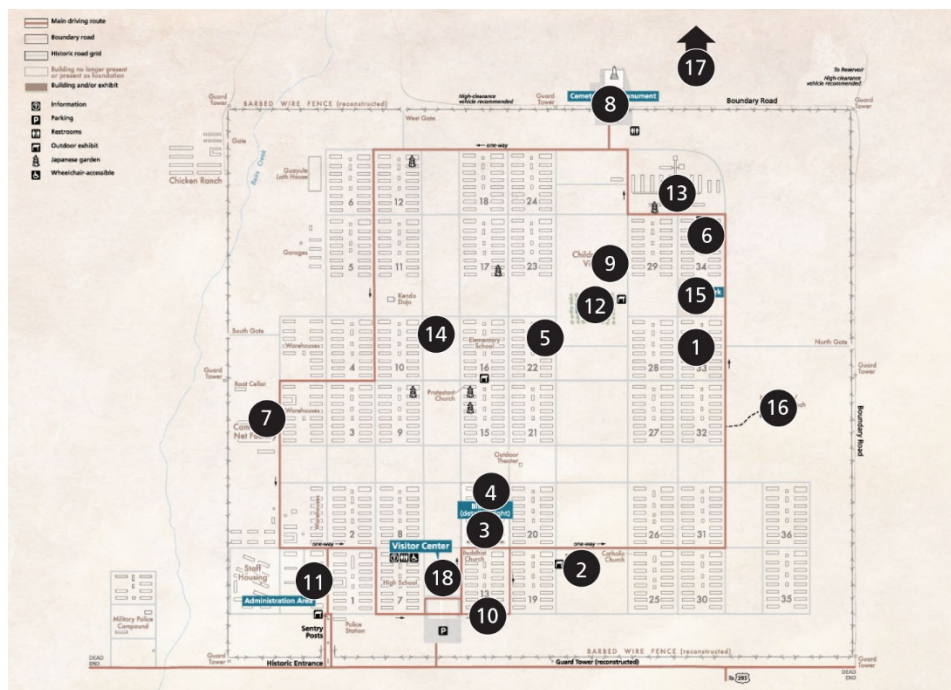 Main driving route
Boundary road
Historic road grid
Building no longer present
or present as foundation
Building and/or exhibit
Information
P Parking
Restrooms
Outdoor exhibit
Japanese garden
Wheelchair-accessible
17
To Reservoir
High-clearance
vehicle recommended
High-clearance
vehicle recommended
8
Guard
Tower
BARBED WIRE FENCE (reconstructed)
Guard
Tower
Boundary Road
Guard
Tower
West Gate
Gate
Bairs Creek
Chicken Ranch
Guayule
Lath House
one-way
6
12
18
24
13
6
Garages
5
11
17
23
9
29
34
Kendo
Dojo
12
15
South Gate
Warehouses
14
Elementary
School
5
1
North Gate
4
10
16
22
28
33
Guard
Tower
Guard
Tower
Root Cellar
Warehouses
7
Net Factory
Protestant
Church
16
3
9
15
21
27
32
Boundary Road
Outdoor
Theater
4
Warehouses
3
2
8
20
26
31
36
one-way
one-way
Visitor Center
Buddhist
Church
Catholic
Church
Staff
Housing
11
High School
18
2
Administration Area
1
7
13
19
25
30
35
10
Military Police
Compound
Sentry
Posts
Police
Station
P
BARBED WIRE FENCE (reconstructed)
DEAD
END
Guard
Tower
Historic Entrance
Guard Tower (reconstructed)
Guard
Tower
DEAD
END
To 395